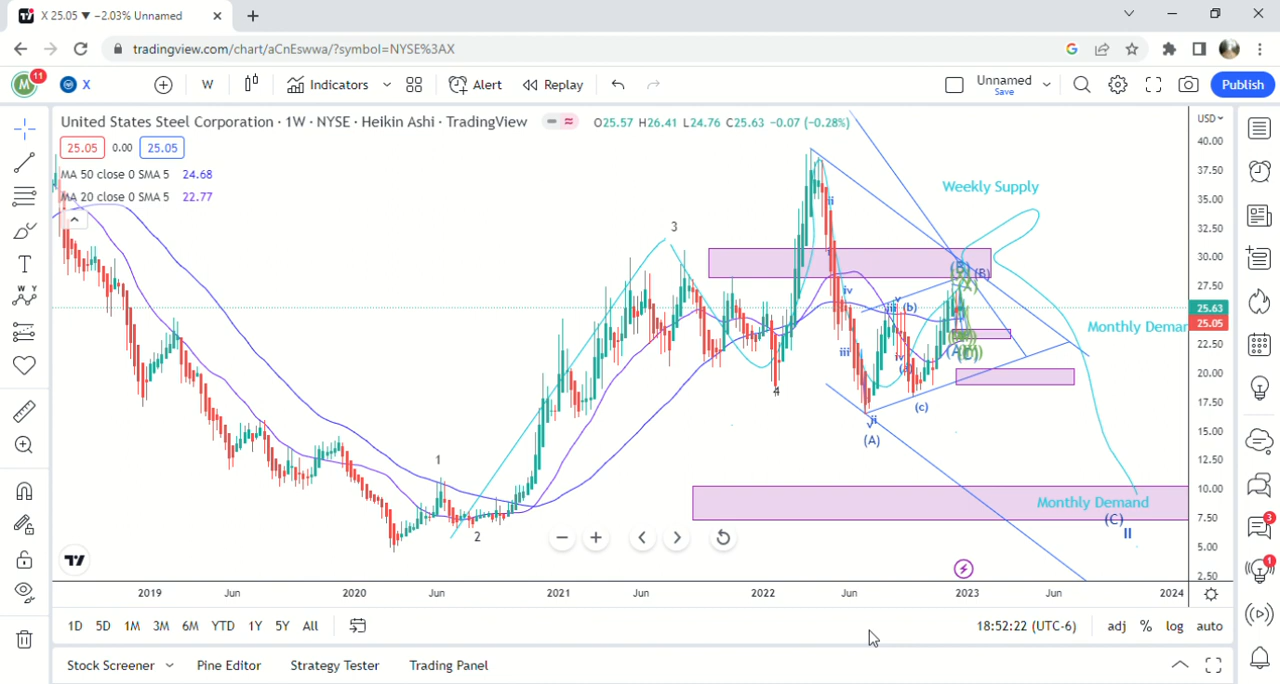 X 25.05 ▼ −2.03% Unnamed
tradingview.com/chart/aCnEswwa/?symbol=NYSE%3AX
M 11 X W Indicators Alert Replay Unnamed Save Publish
United States Steel Corporation · 1W · NYSE · Heikin Ashi · TradingView O25.57 H26.41 L24.76 C25.63 −0.07 (−0.28%)
USD
25.05 0.00 25.05
MA 50 close 0 SMA 5 24.68
MA 20 close 0 SMA 5 22.77
40.00
37.50
35.00
32.50
30.00
27.50
25.63
25.05
22.50
20.00
17.50
15.00
12.50
10.00
7.50
5.00
2.50
Weekly Supply
Monthly Deman
Monthly Demand
(C)
II
1
2
3
4
ii
iv
iii
v
iii
(b)
iv
(c)
ii
v
(A)
(B)
(B)
2019 Jun 2020 Jun 2021 Jun 2022 Jun 2023 Jun 2024
1D 5D 1M 3M 6M YTD 1Y 5Y All 18:52:22 (UTC-6) adj % log auto
Stock Screener Pine Editor Strategy Tester Trading Panel
3
1